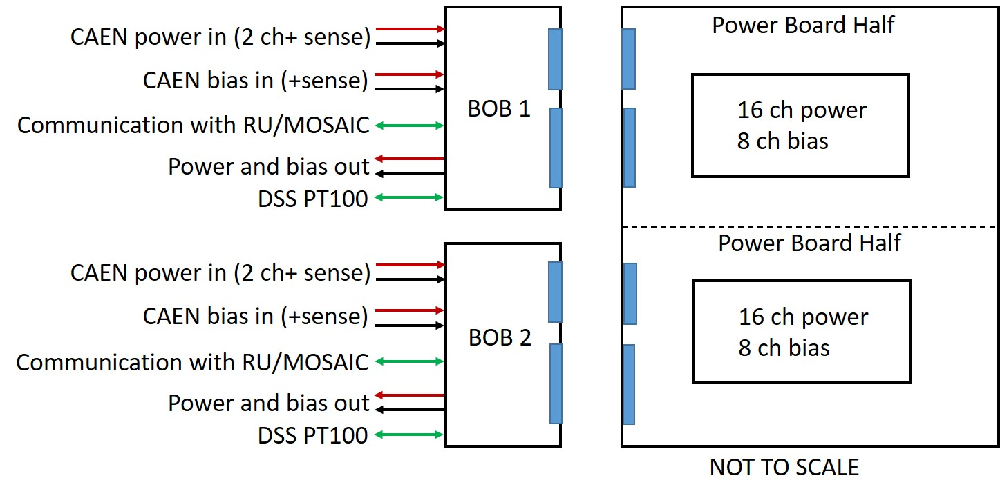 CAEN power in (2 ch+ sense)
CAEN bias in (+sense)
Communication with RU/MOSAIC
Power and bias out
DSS PT100
BOB 1
Power Board Half
16 ch power
8 ch bias
CAEN power in (2 ch+ sense)
CAEN bias in (+sense)
Communication with RU/MOSAIC
Power and bias out
DSS PT100
BOB 2
Power Board Half
16 ch power
8 ch bias
NOT TO SCALE